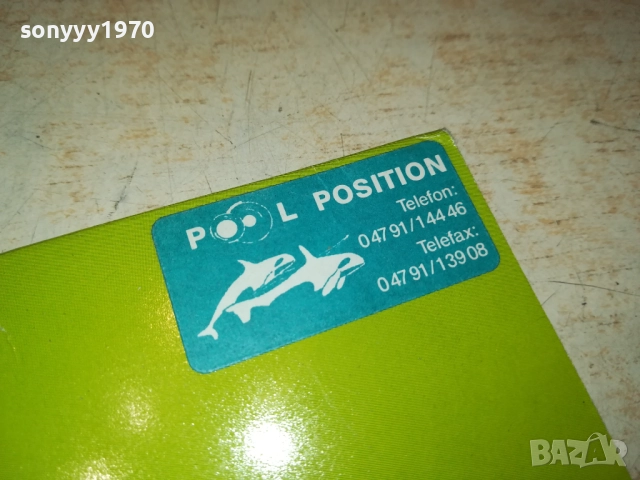 sonyyy1970
POOL POSITION
Telefon:
04791/14446
Telefax:
04791/13908
BAZAR